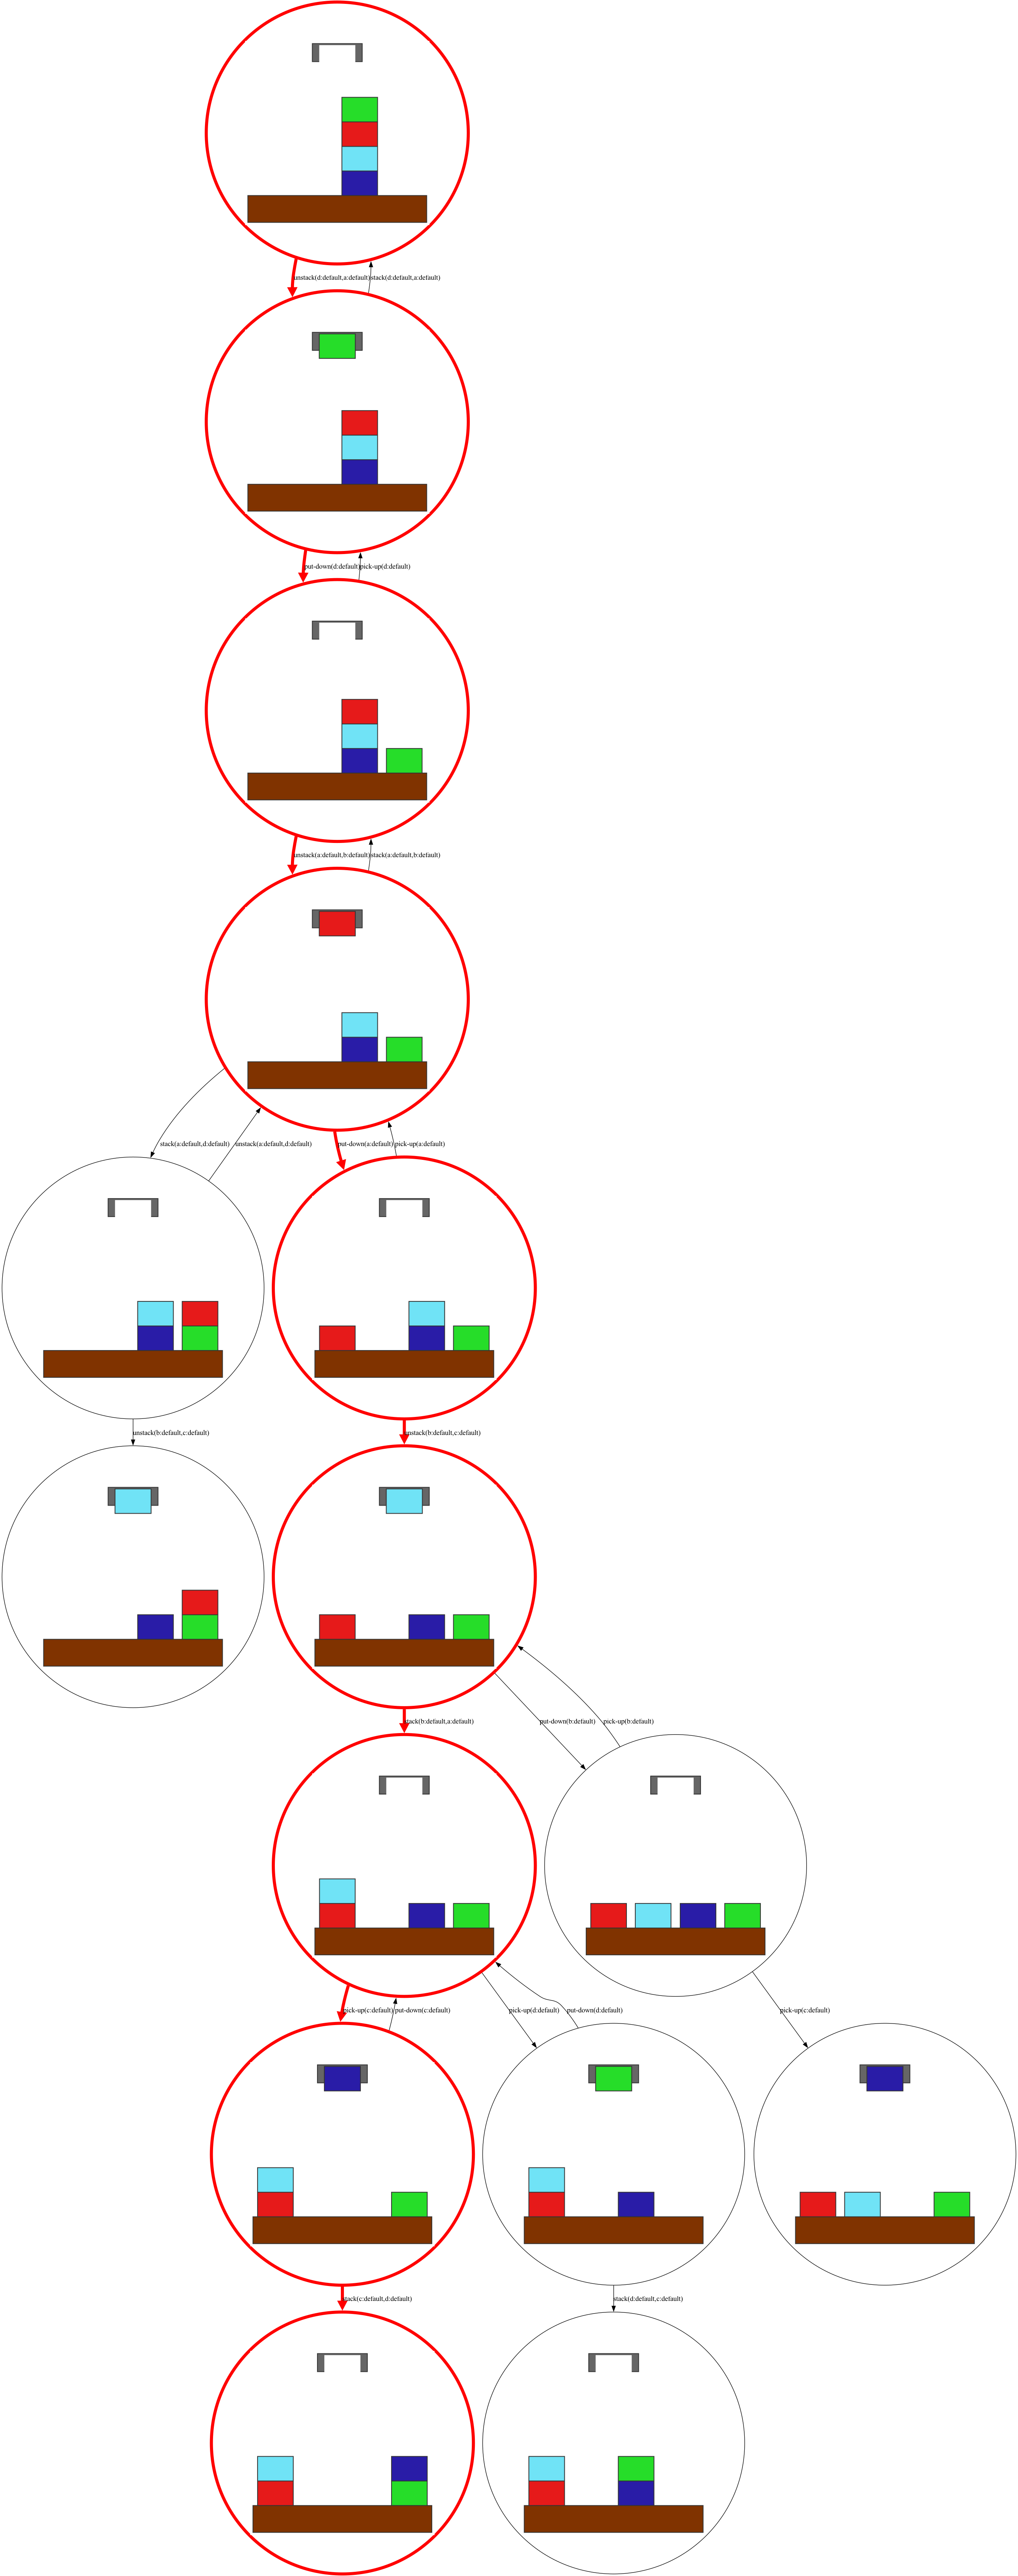 unstack(d:default,a:default)
stack(d:default,a:default)
put-down(d:default)
pick-up(d:default)
unstack(a:default,b:default)
stack(a:default,b:default)
stack(a:default,d:default)
unstack(a:default,d:default)
put-down(a:default)
pick-up(a:default)
unstack(b:default,c:default)
unstack(b:default,c:default)
stack(b:default,a:default)
put-down(b:default)
pick-up(b:default)
pick-up(c:default)
put-down(c:default)
pick-up(d:default)
put-down(d:default)
pick-up(c:default)
stack(c:default,d:default)
stack(d:default,c:default)